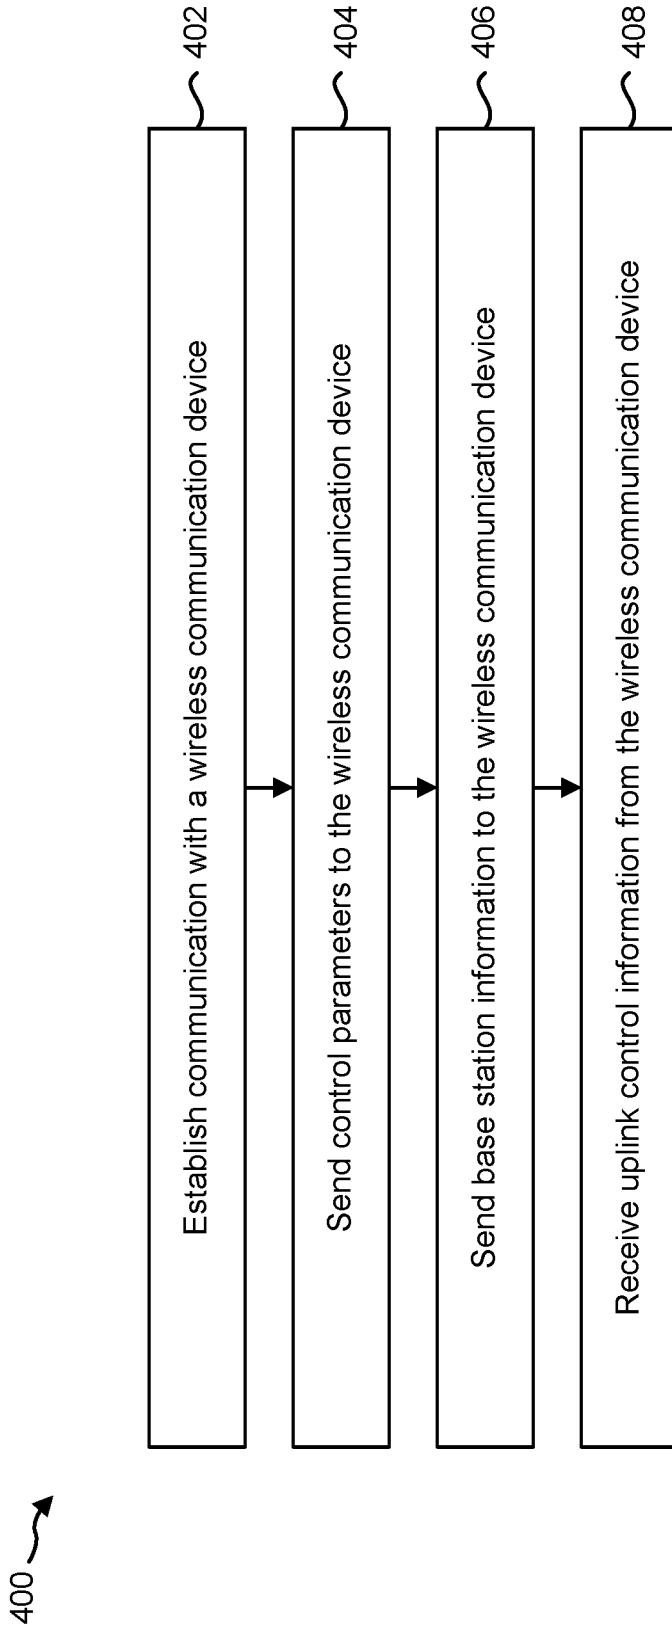 400
Establish communication with a wireless communication device
402
Send control parameters to the wireless communication device
404
Send base station information to the wireless communication device
406
Receive uplink control information from the wireless communication device
408